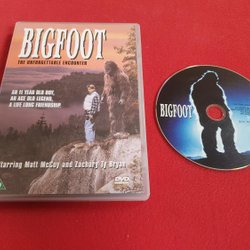 BIGFOOT
THE UNFORGETTABLE ENCOUNTER
AN 11 YEAR OLD BOY,
AN AGE OLD LEGEND,
A LIFE LONG FRIENDSHIP.
Starring Matt McCoy and Zachery Ty Bryan
DVD
BIGFOOT